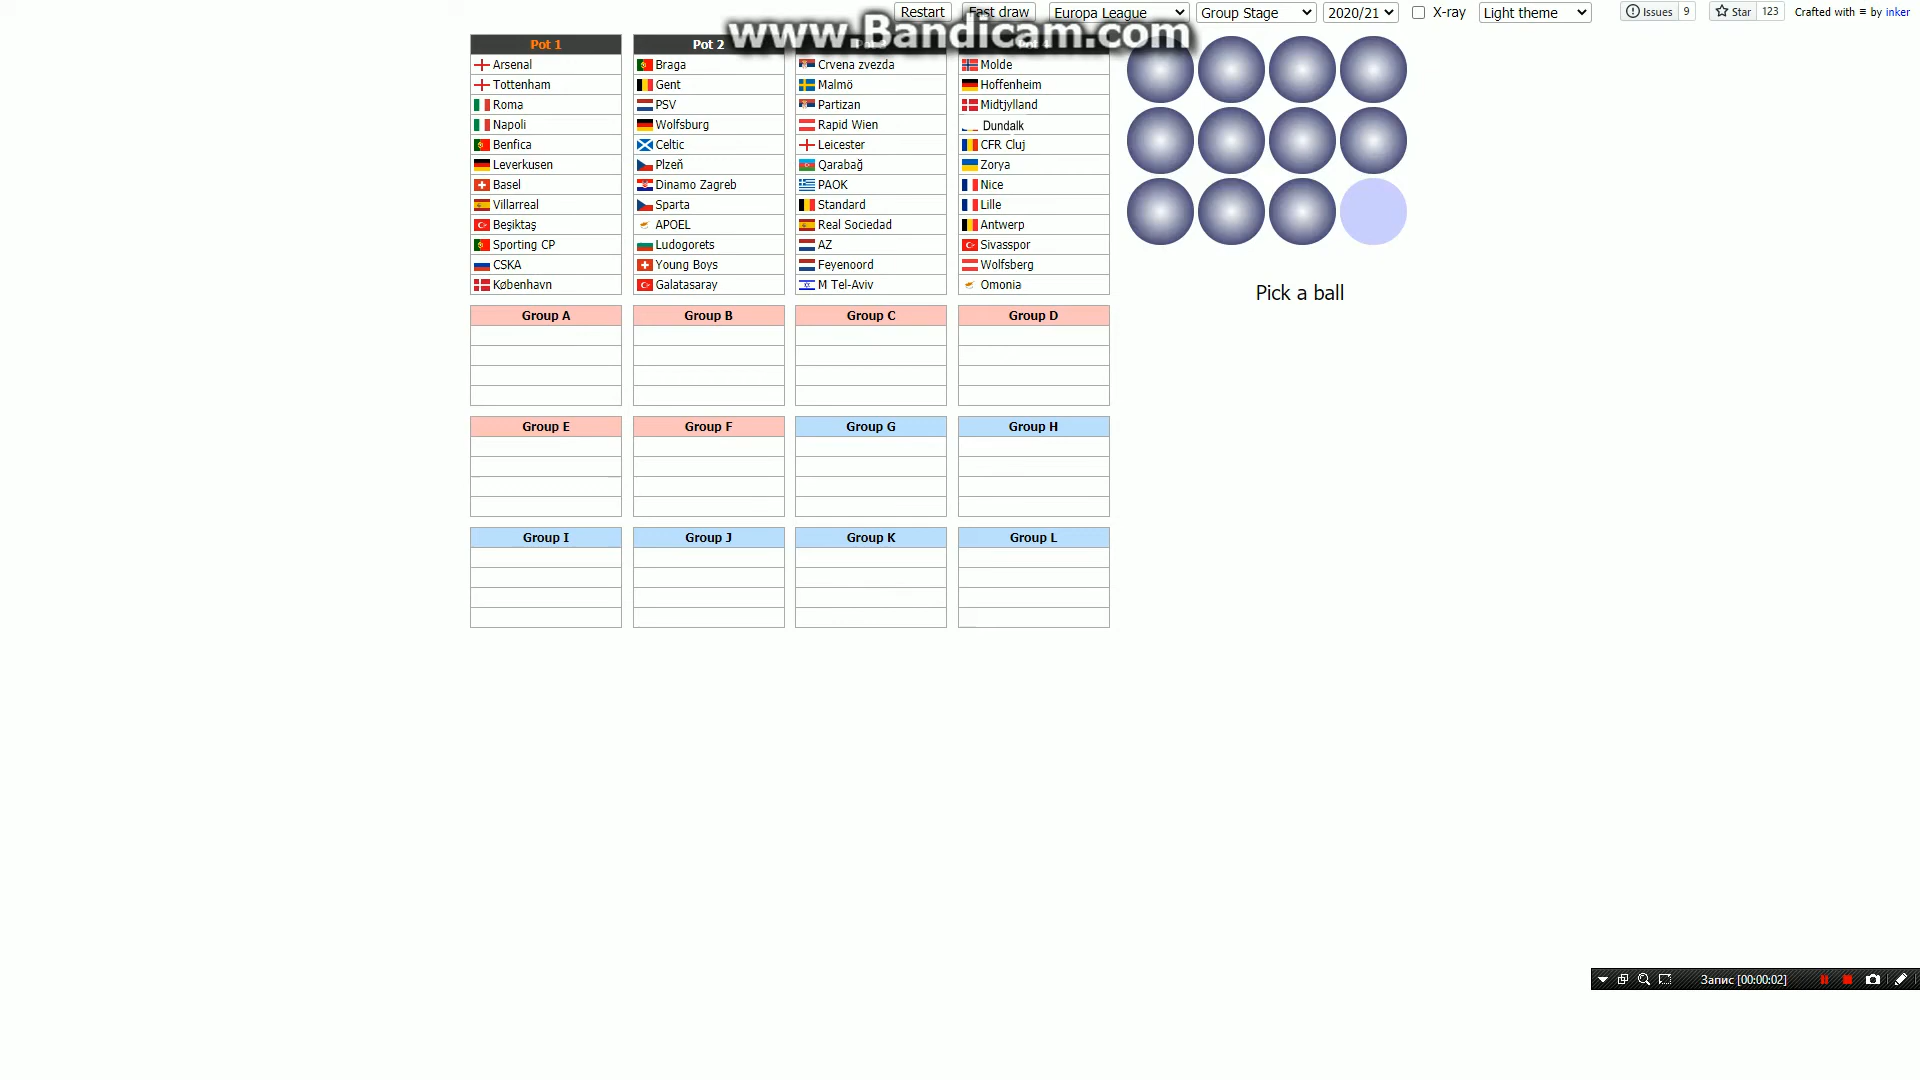 Restart Fast draw Europa League Group Stage 2020/21 X-ray Light theme Issues 9 Star 123 Crafted with ≡ by inker
www.Bandicam.com
Pot 1 Pot 2
Arsenal Braga Crvena zvezda Molde
Tottenham Gent Malmö Hoffenheim
Roma PSV Partizan Midtjylland
Napoli Wolfsburg Rapid Wien Dundalk
Benfica Celtic Leicester CFR Cluj
Leverkusen Plzeň Qarabağ Zorya
Basel Dinamo Zagreb PAOK Nice
Villarreal Sparta Standard Lille
Beşiktaş APOEL Real Sociedad Antwerp
Sporting CP Ludogorets AZ Sivasspor
CSKA Young Boys Feyenoord Wolfsberg
København Galatasaray M Tel-Aviv Omonia
Pick a ball
Group A Group B Group C Group D
Group E Group F Group G Group H
Group I Group J Group K Group L
Запис [00:00:02]